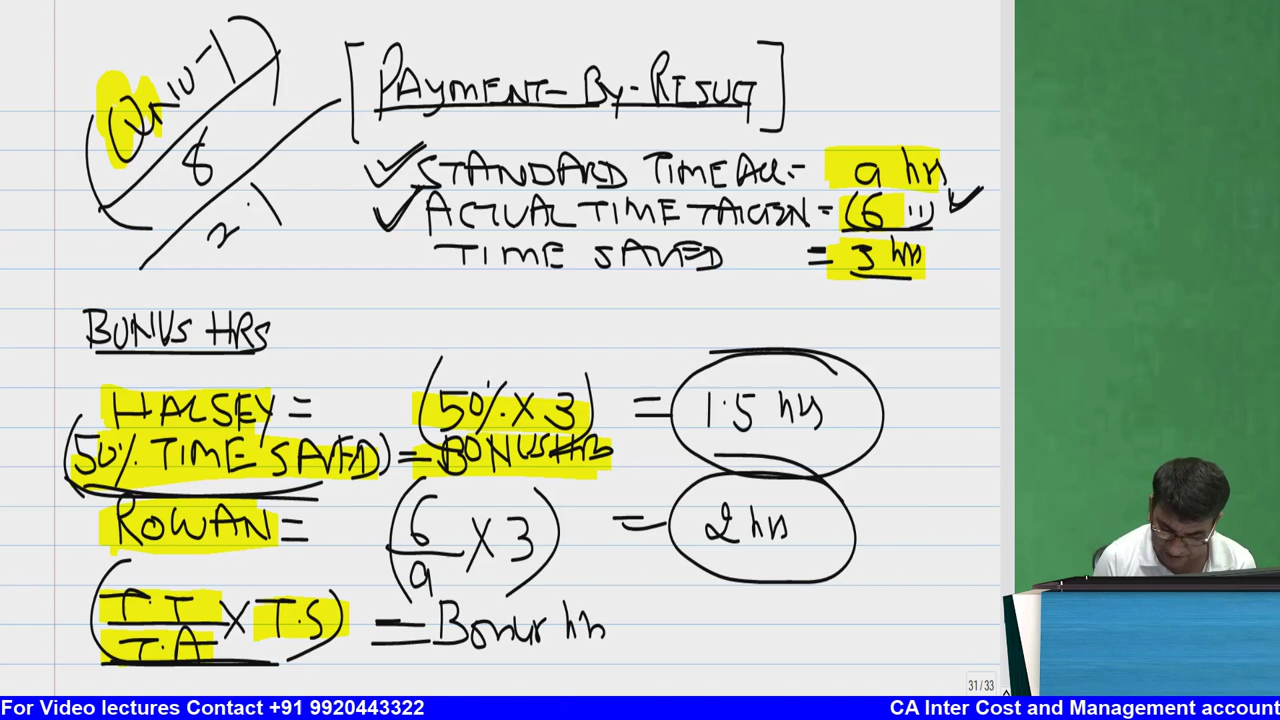 [PAYMENT-By-RESULT]
8
✓ STANDARD TIME ALL- 9 hrs
✓ ACTUAL TIME TAKEN = (6 ") ✓
TIME SAVED = 3 hrs
BONUS HRS
HALSEY = (50% X 3) = 1.5 hrs
(50% TIME SAVED) = BONUS HRS
ROWAN = (6/9 X 3) = 2 hrs
(T.T/T.A X T.S) = Bonus hrs
31/33
For Video lectures Contact +91 9920443322
CA Inter Cost and Management account